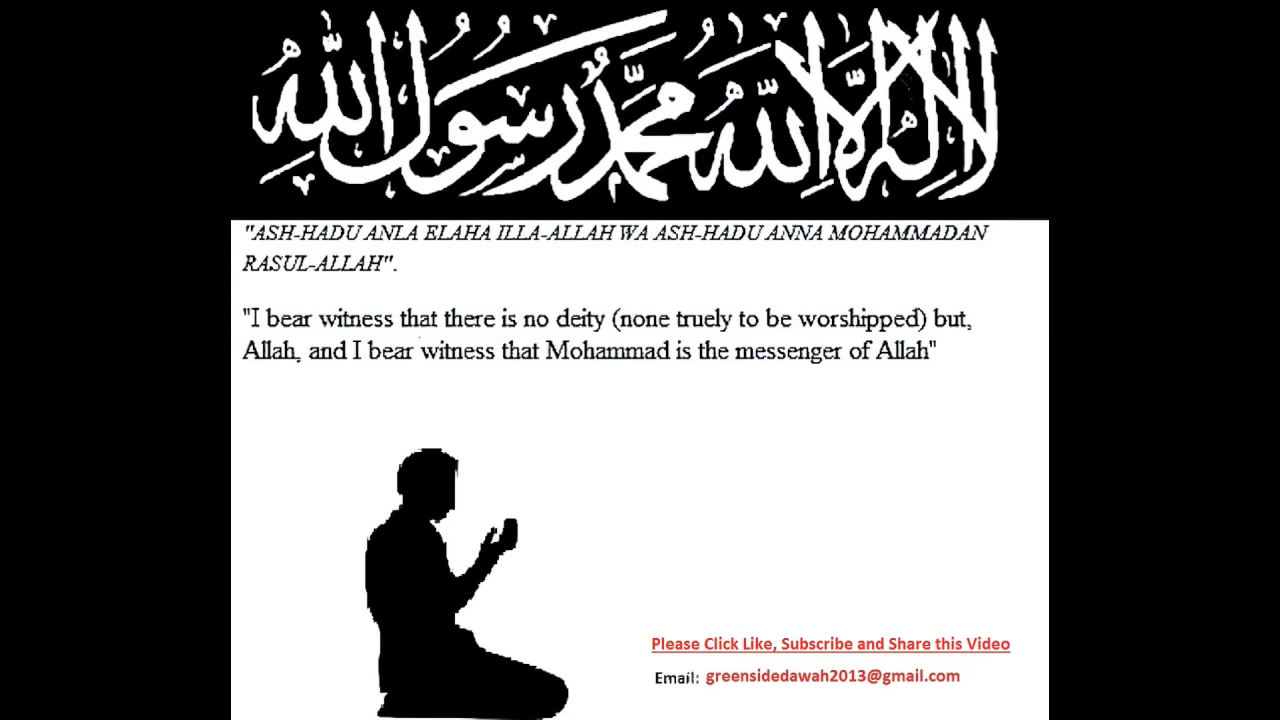 لا إله إلا الله محمد رسول الله
"ASH-HADU ANLA ELAHA ILLA-ALLAH WA ASH-HADU ANNA MOHAMMADAN
RASUL-ALLAH".
"I bear witness that there is no deity (none truely to be worshipped) but,
Allah, and I bear witness that Mohammad is the messenger of Allah"
Please Click Like, Subscribe and Share this Video
Email: greensidedawah2013@gmail.com